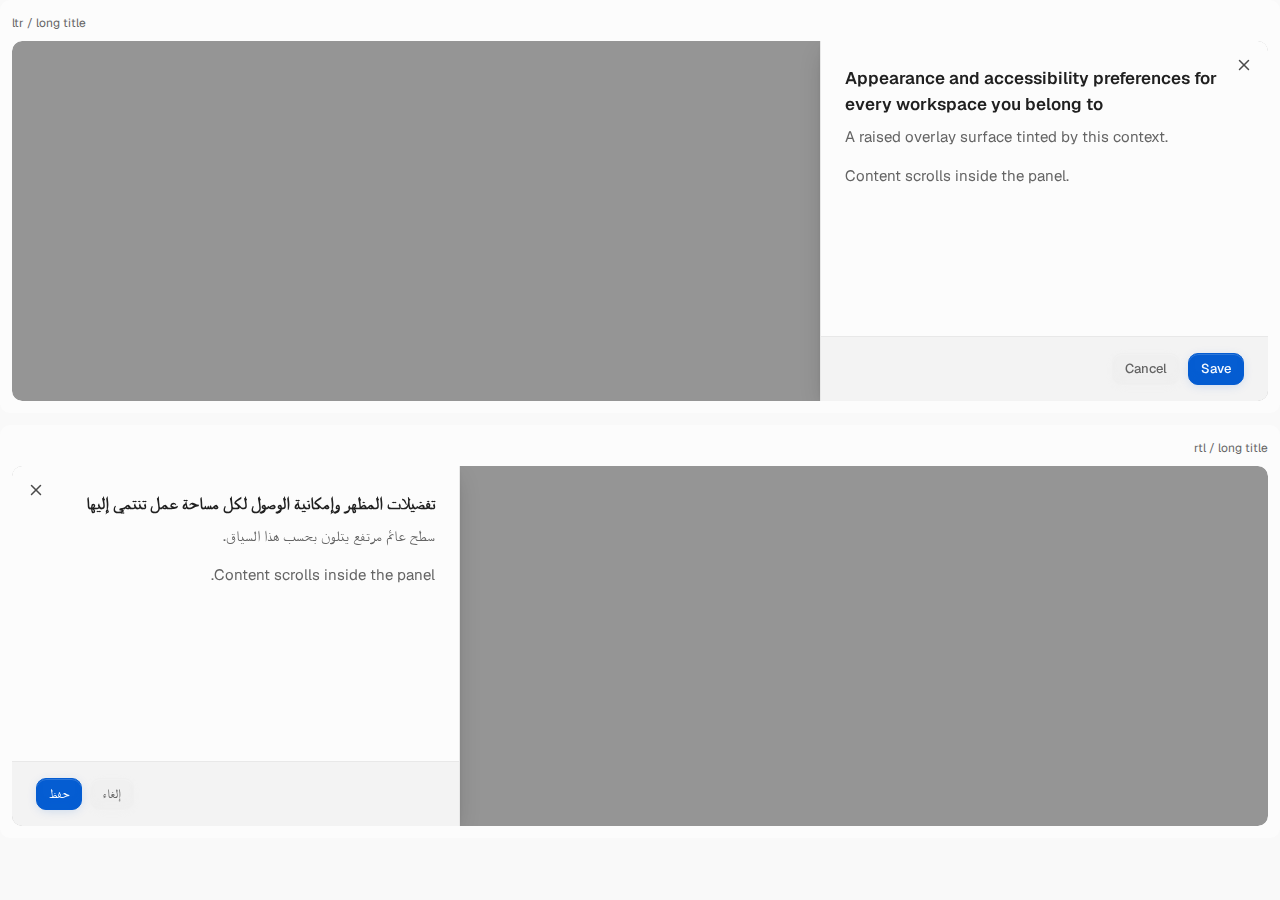 ltr / long title
Appearance and accessibility preferences for
every workspace you belong to
A raised overlay surface tinted by this context.
Content scrolls inside the panel.
Cancel
Save
rtl / long title
تفضيلات المظهر وإمكانية الوصول لكل مساحة عمل تنتمي إليها
سطح عائم مرتفع يتلون بحسب هذا السياق.
Content scrolls inside the panel.
إلغاء
حفظ